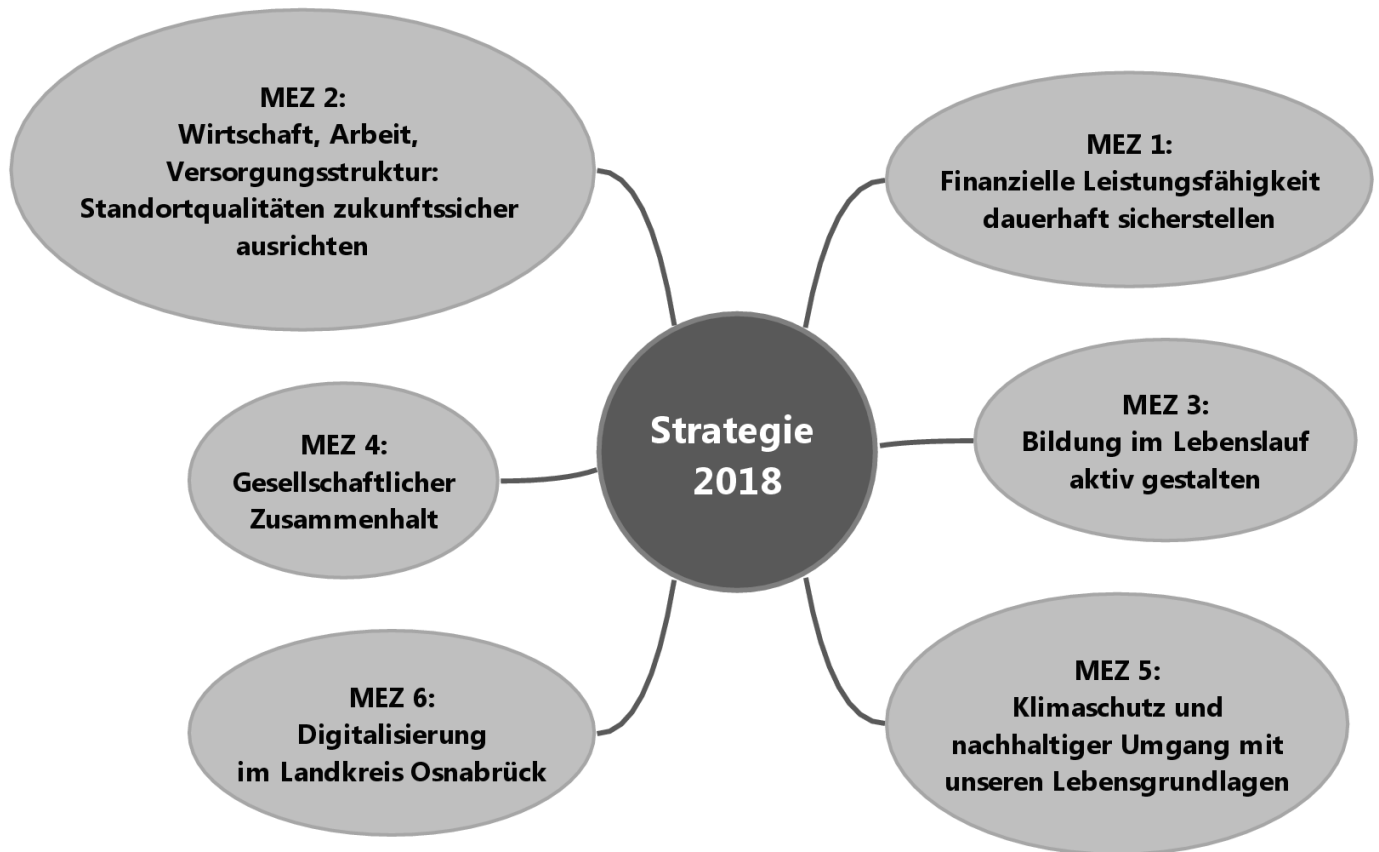 MEZ 2:
Wirtschaft, Arbeit,
Versorgungsstruktur:
Standortqualitäten zukunftssicher
ausrichten
MEZ 1:
Finanzielle Leistungsfähigkeit
dauerhaft sicherstellen
Strategie
2018
MEZ 3:
Bildung im Lebenslauf
aktiv gestalten
MEZ 4:
Gesellschaftlicher
Zusammenhalt
MEZ 6:
Digitalisierung
im Landkreis Osnabrück
MEZ 5:
Klimaschutz und
nachhaltiger Umgang mit
unseren Lebensgrundlagen